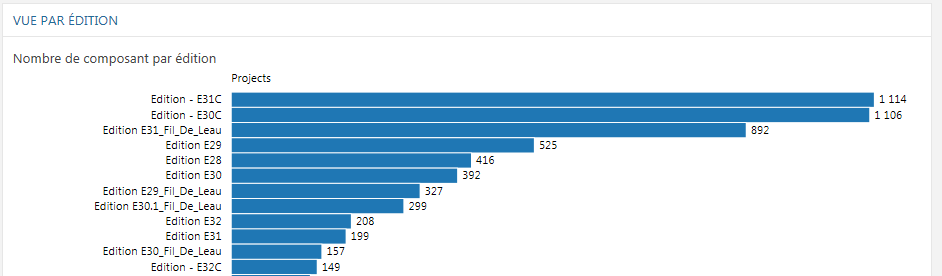 VUE PAR ÉDITION
Nombre de composant par édition
Projects
Edition - E31C 1 114
Edition - E30C 1 106
Edition E31_Fil_De_Leau 892
Edition E29 525
Edition E28 416
Edition E30 392
Edition E29_Fil_De_Leau 327
Edition E30.1_Fil_De_Leau 299
Edition E32 208
Edition E31 199
Edition E30_Fil_De_Leau 157
Edition - E32C 149